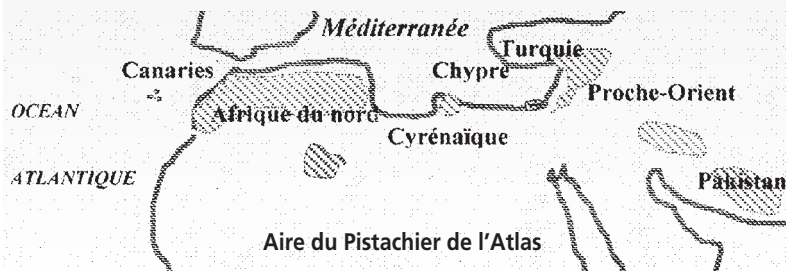 Méditerranée
Turquie
Canaries
Chypre
Proche-Orient
OCEAN
Afrique du nord
Cyrénaïque
ATLANTIQUE
Pakistan
Aire du Pistachier de l'Atlas